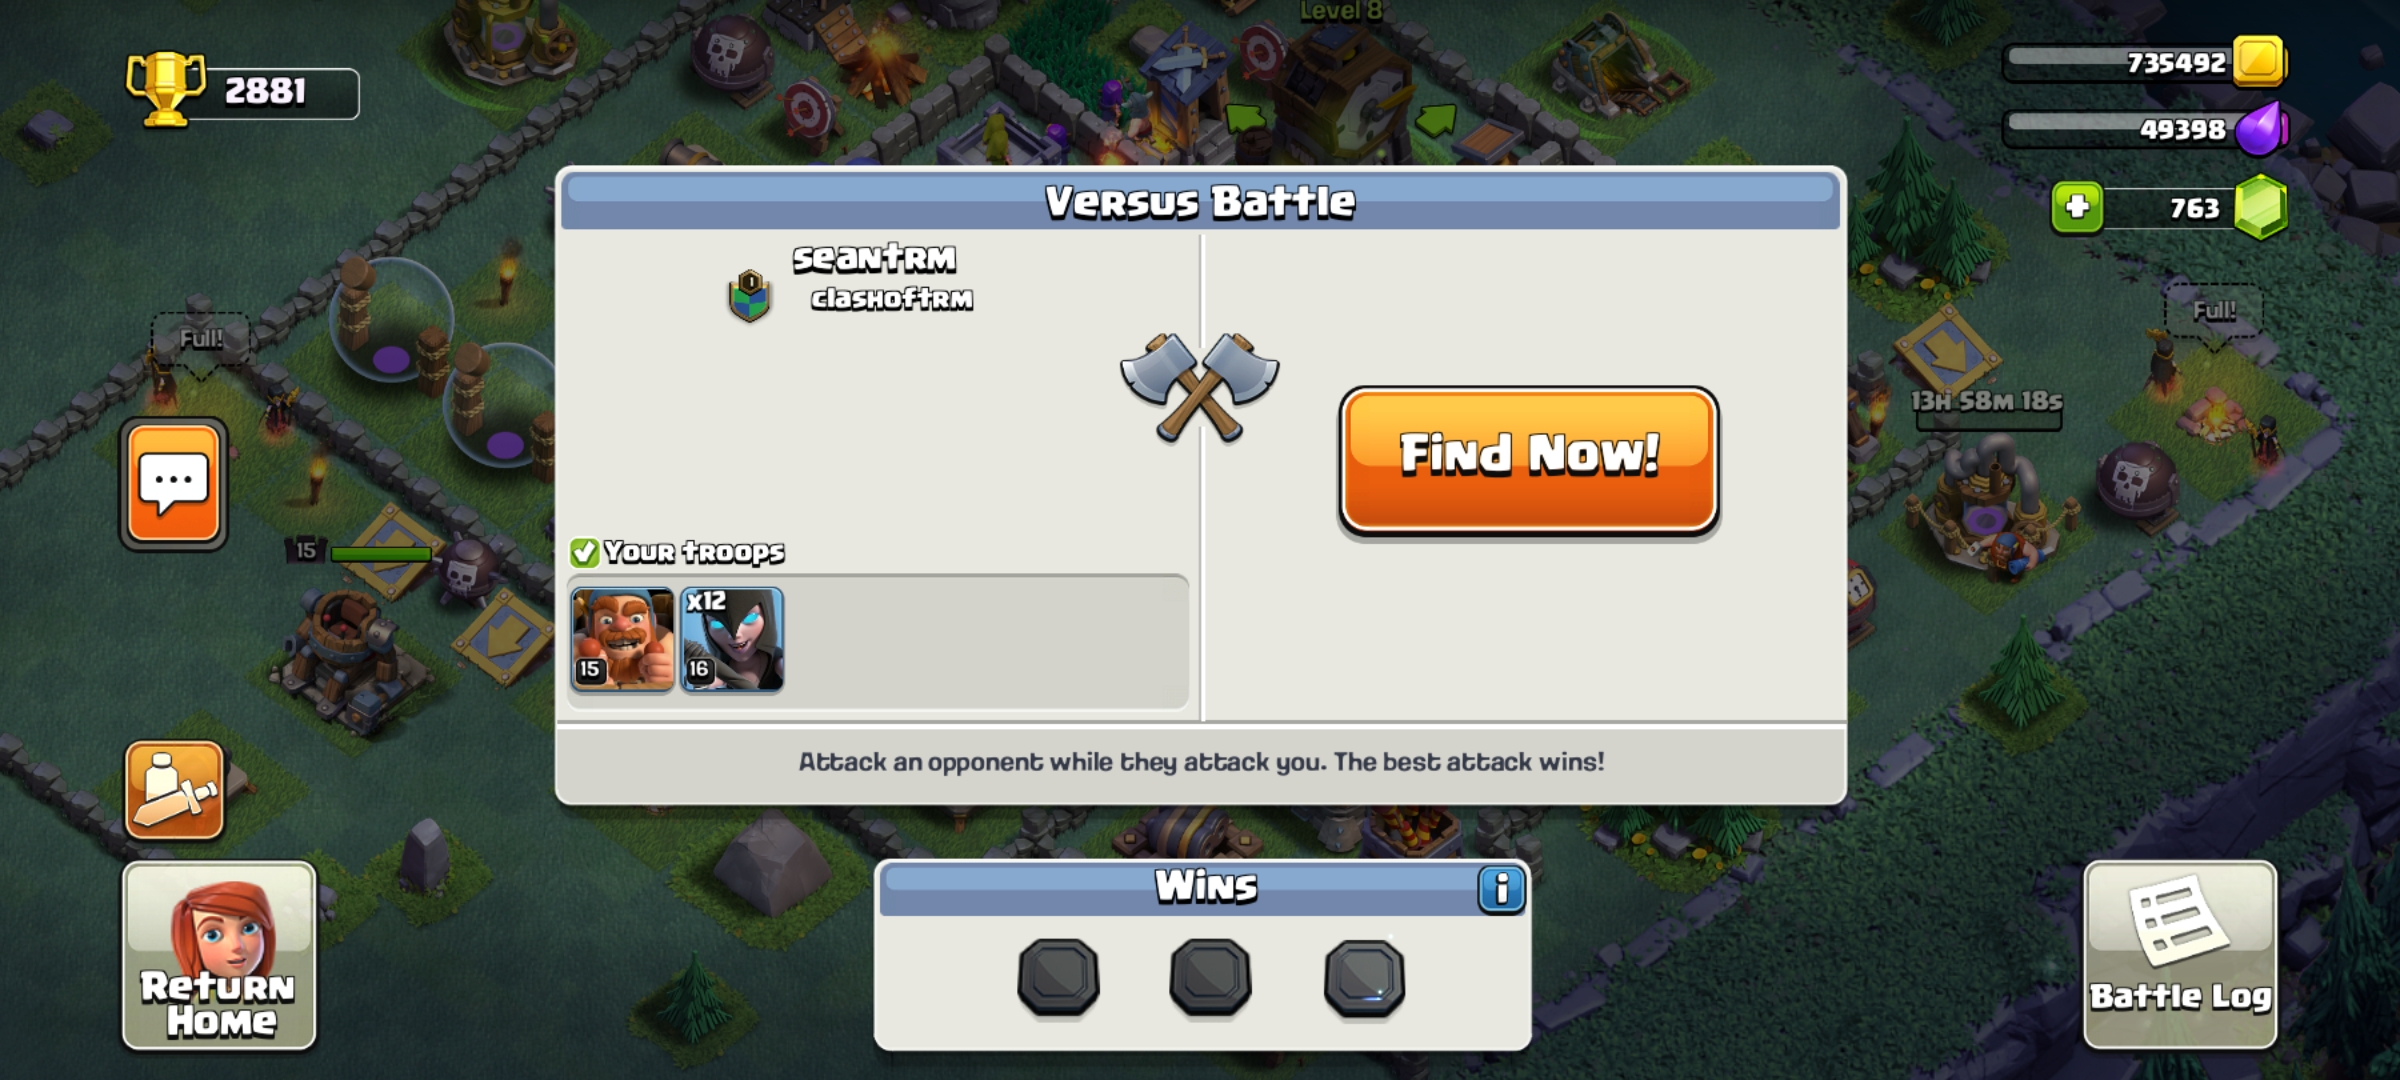 Level 8
2881
735492
49398
763
Versus Battle
seantrm
1
clashoftrm
Full!
Full!
13H 58M 18s
Find Now!
15
Your troops
x12
15
16
Attack an opponent while they attack you. The best attack wins!
Wins
i
Return
Home
Battle Log